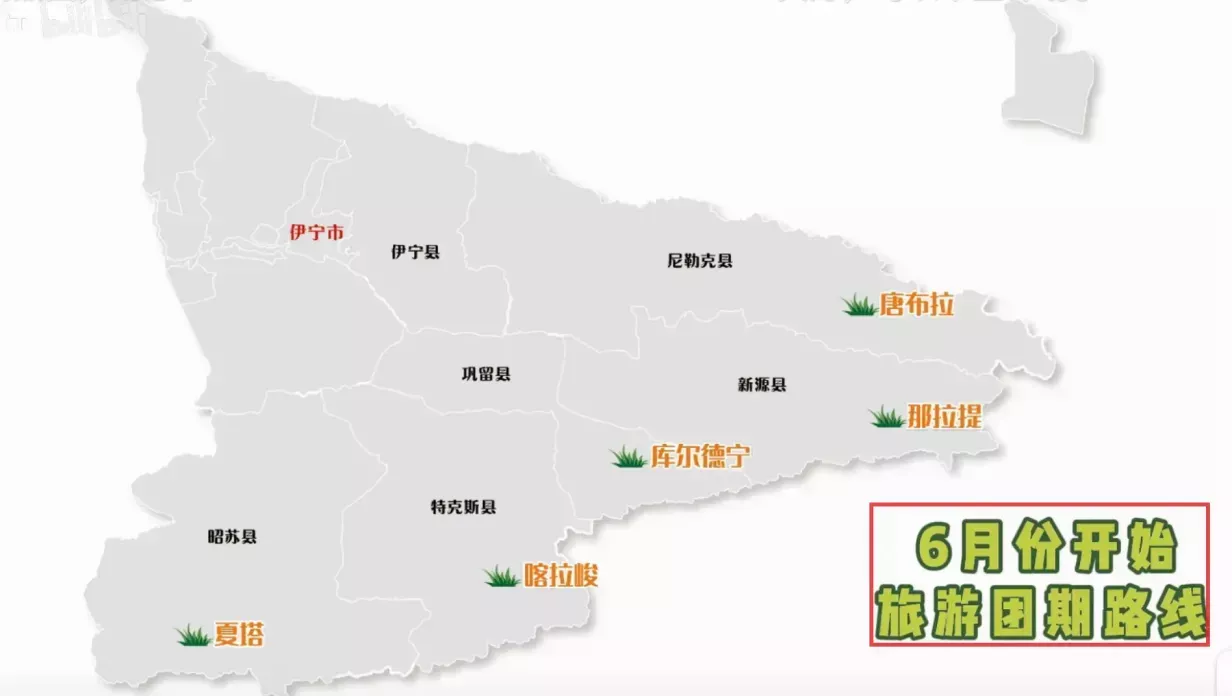 伊宁市
伊宁县
尼勒克县
唐布拉
巩留县
新源县
那拉提
库尔德宁
特克斯县
昭苏县
喀拉峻
夏塔
6月份开始
旅游团期路线